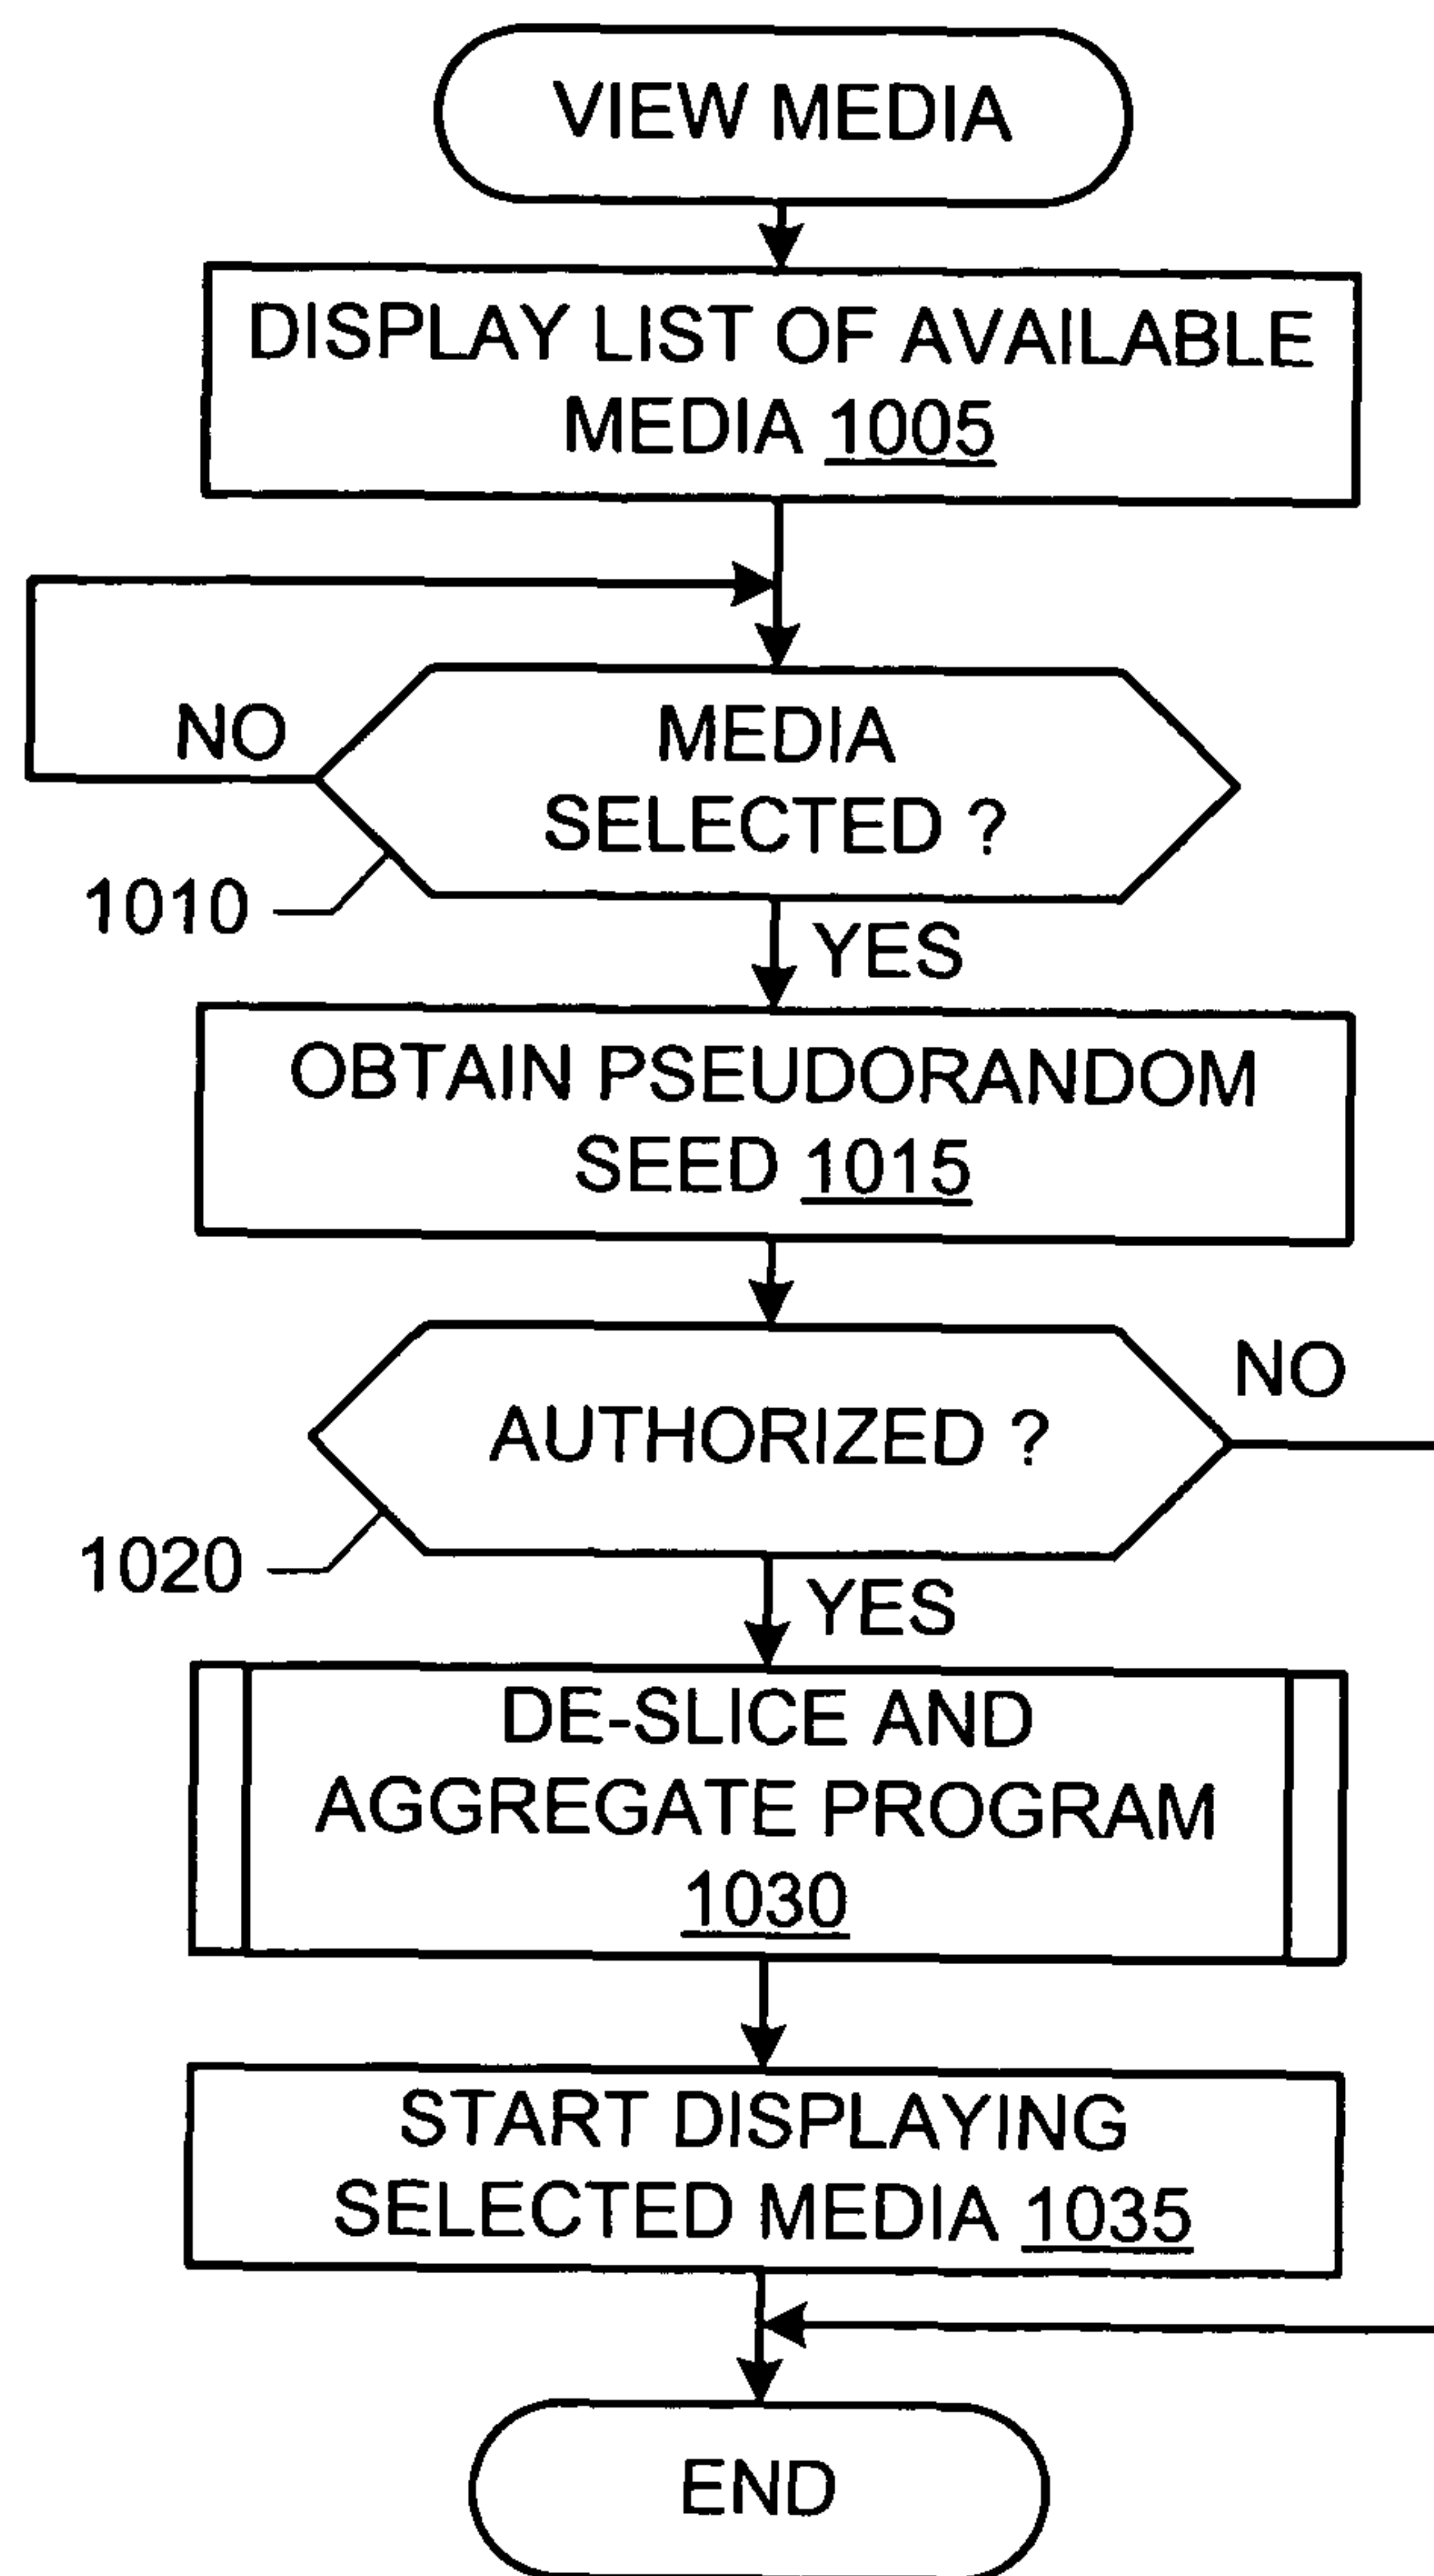 VIEW MEDIA
DISPLAY LIST OF AVAILABLE
MEDIA 1005
NO
MEDIA
SELECTED ?
1010
YES
OBTAIN PSEUDORANDOM
SEED 1015
NO
AUTHORIZED ?
1020
YES
DE-SLICE AND
AGGREGATE PROGRAM
1030
START DISPLAYING
SELECTED MEDIA 1035
END